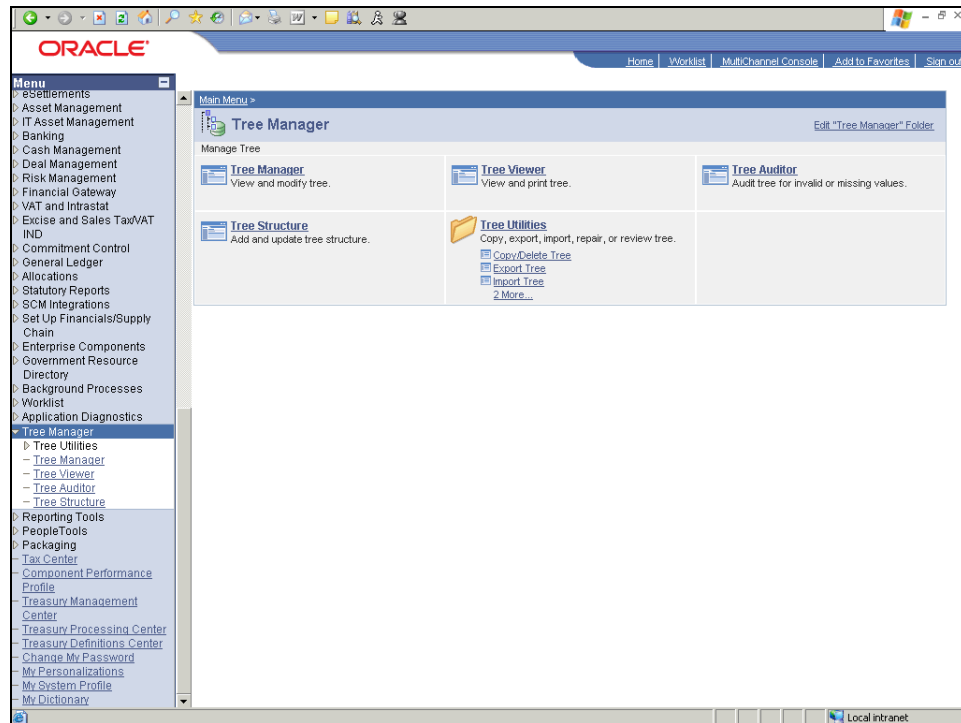 ORACLE'
Home | Worklist | MultiChannel Console | Add to Favorites | Sign out
Menu
eSettlements
Asset Management
IT Asset Management
Banking
Cash Management
Deal Management
Risk Management
Financial Gateway
VAT and Intrastat
Excise and Sales Tax/VAT
IND
Commitment Control
General Ledger
Allocations
Statutory Reports
SCM Integrations
Set Up Financials/Supply
Chain
Enterprise Components
Government Resource
Directory
Background Processes
Worklist
Application Diagnostics
Tree Manager
Tree Utilities
– Tree Manager
– Tree Viewer
– Tree Auditor
– Tree Structure
Reporting Tools
PeopleTools
Packaging
– Tax Center
– Component Performance
Profile
– Treasury Management
Center
– Treasury Processing Center
– Treasury Definitions Center
– Change My Password
– My Personalizations
– My System Profile
– My Dictionary
Main Menu >
Tree Manager
Edit "Tree Manager" Folder
Manage Tree
Tree Manager
View and modify tree.
Tree Viewer
View and print tree.
Tree Auditor
Audit tree for invalid or missing values.
Tree Structure
Add and update tree structure.
Tree Utilities
Copy, export, import, repair, or review tree.
Copy/Delete Tree
Export Tree
Import Tree
2 More...
Local intranet